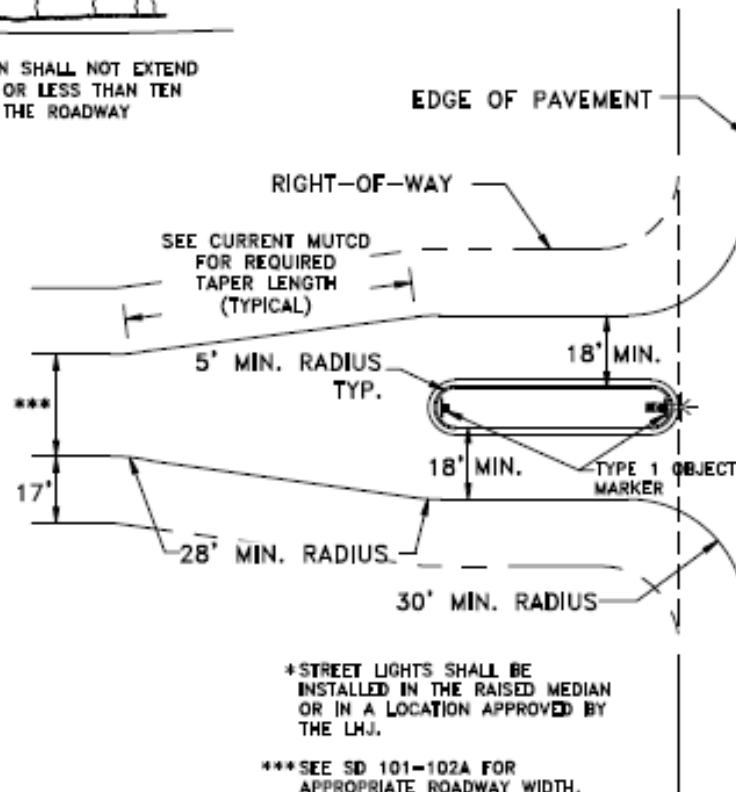 N SHALL NOT EXTEND
OR LESS THAN TEN
THE ROADWAY
EDGE OF PAVEMENT
RIGHT-OF-WAY
SEE CURRENT MUTCD
FOR REQUIRED
TAPER LENGTH
(TYPICAL)
5' MIN. RADIUS
TYP.
18' MIN.
***
18' MIN.
TYPE 1 OBJECT
MARKER
17'
28' MIN. RADIUS
30' MIN. RADIUS
*STREET LIGHTS SHALL BE
INSTALLED IN THE RAISED MEDIAN
OR IN A LOCATION APPROVED BY
THE LHJ.
***SEE SD 101-102A FOR
APPROPRIATE ROADWAY WIDTH.